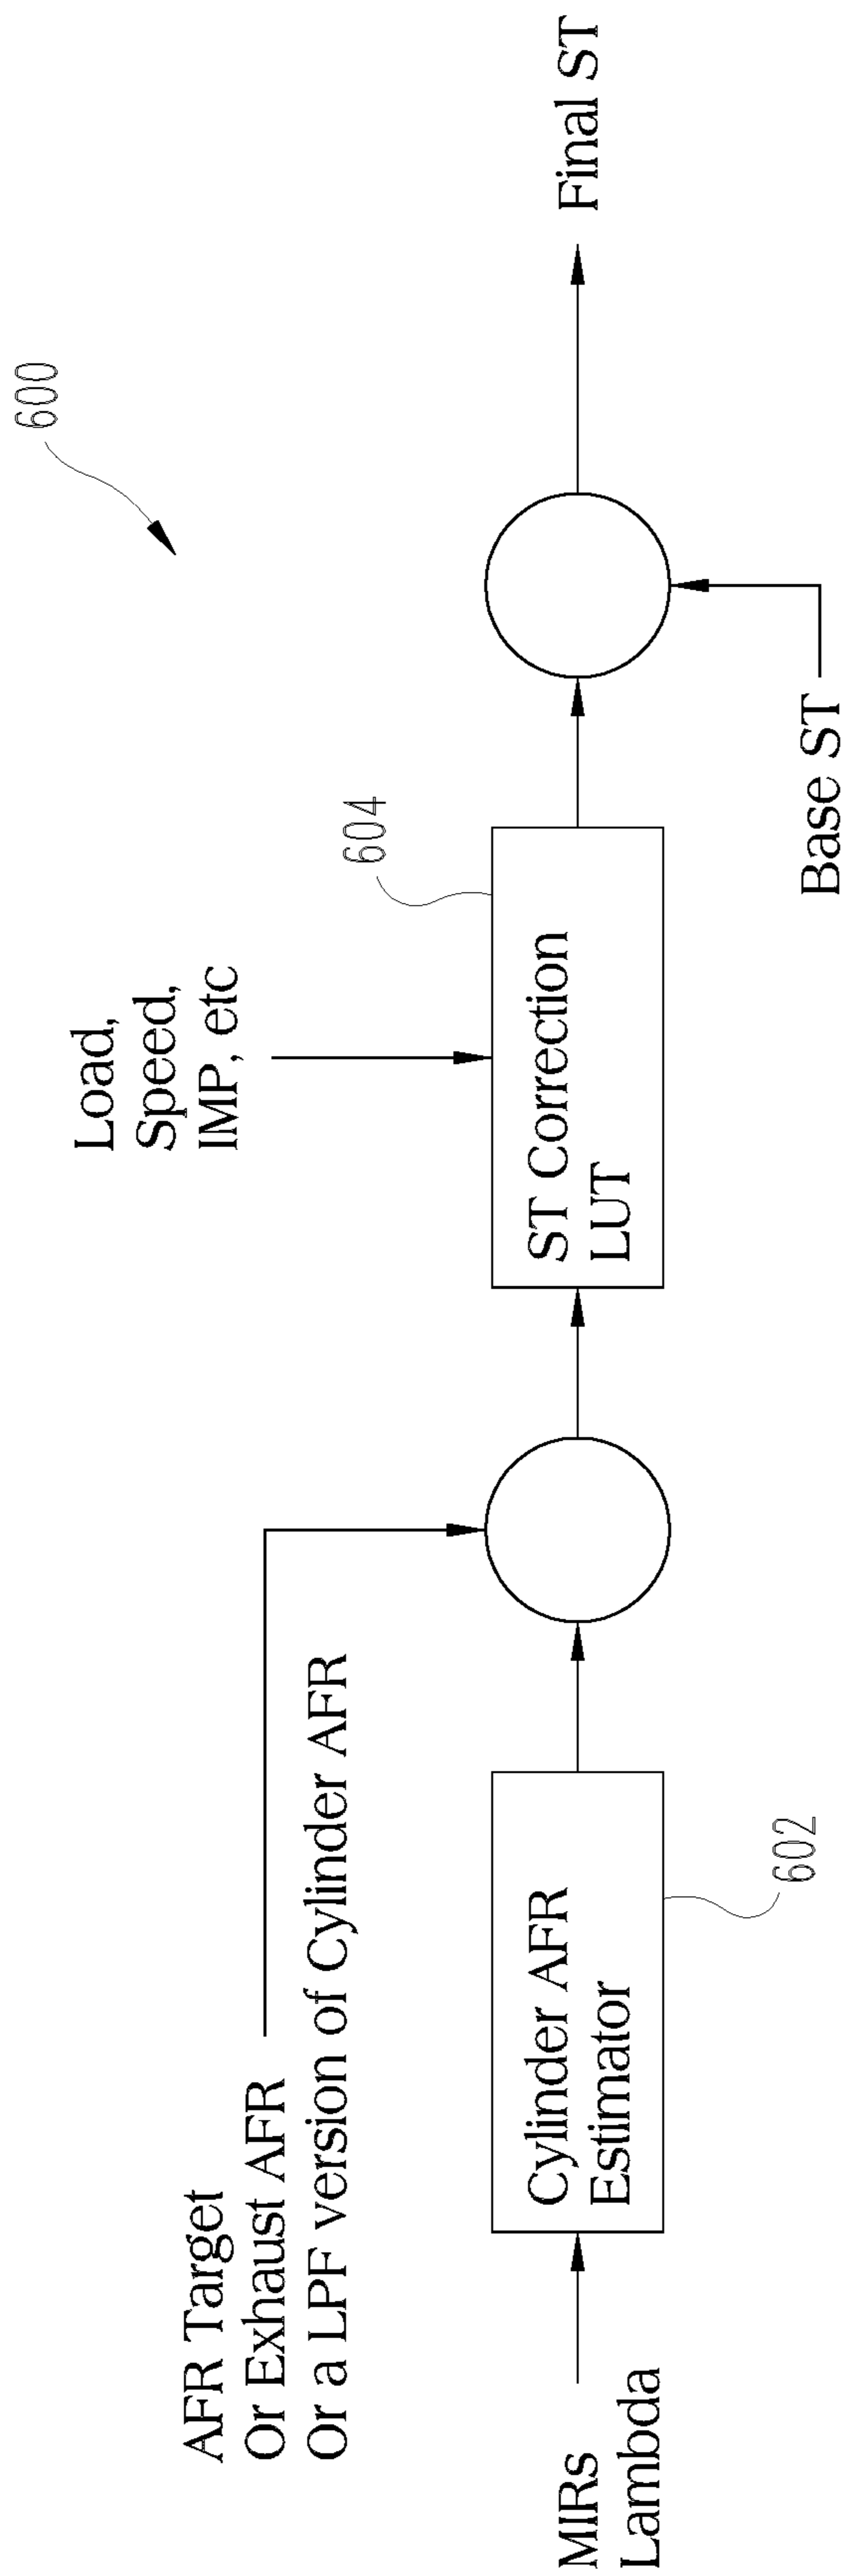 600
AFR Target
Or Exhaust AFR
Or a LPF version of Cylinder AFR
Load,
Speed,
IMP, etc
604
MIRs
Lambda
Cylinder AFR
Estimator
ST Correction
LUT
Final ST
602
Base ST